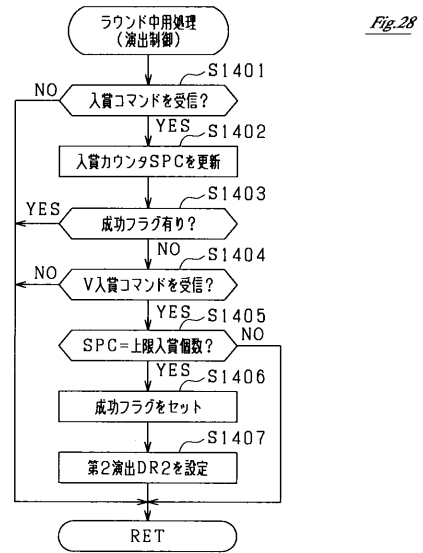 Fig.28
ラウンド中用処理
(演出制御)
S1401
NO
入賞コマンドを受信?
YES
S1402
入賞カウンタSPCを更新
S1403
YES
成功フラグ有り?
NO
S1404
NO
V入賞コマンドを受信?
YES
S1405
SPC=上限入賞個数?
NO
YES
S1406
成功フラグをセット
S1407
第2演出DR2を設定
RET